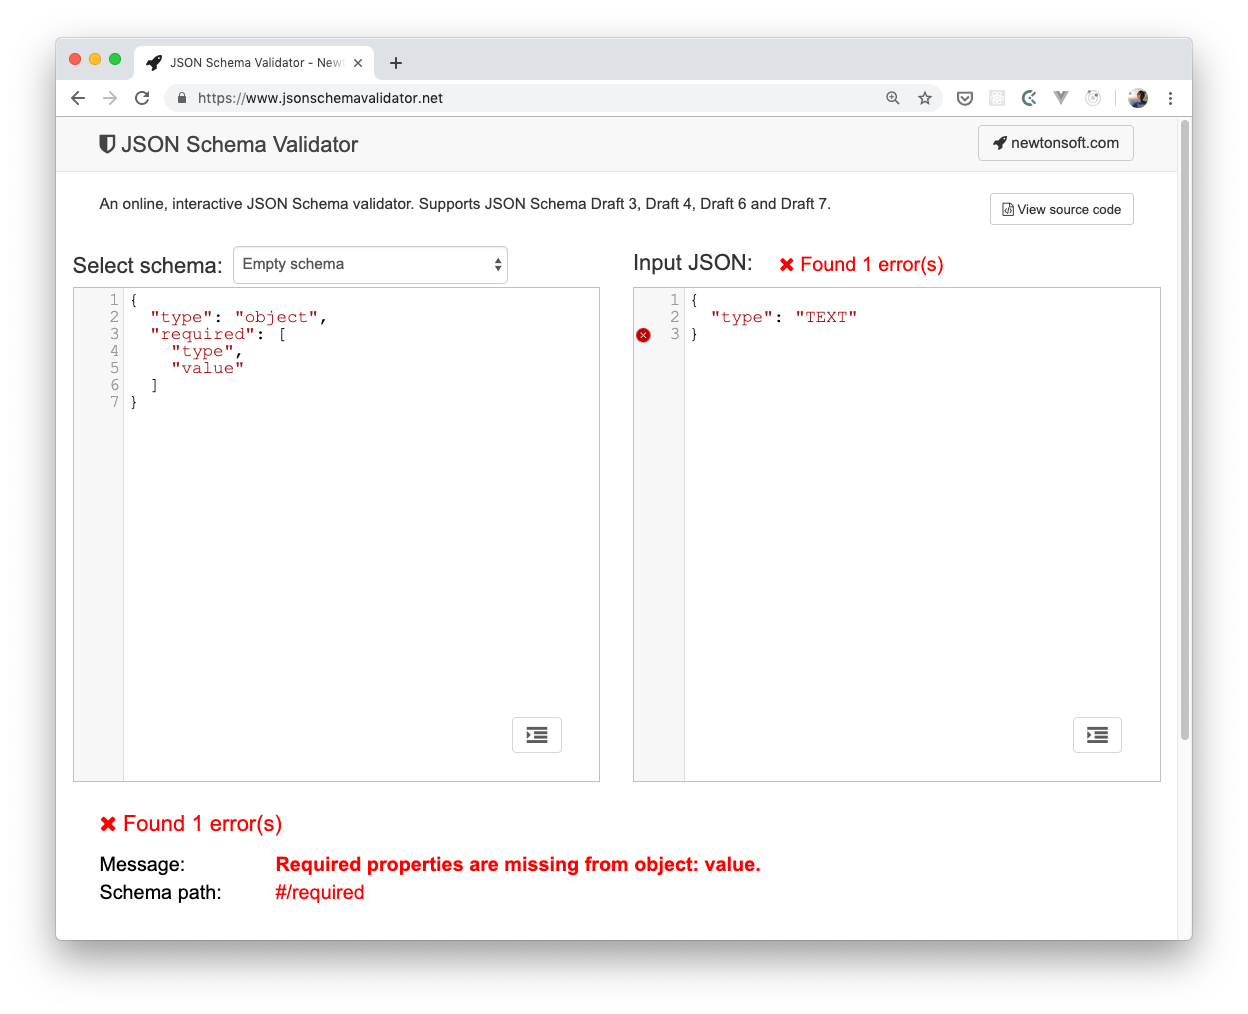 JSON Schema Validator - New
https://www.jsonschemavalidator.net
JSON Schema Validator
newtonsoft.com
An online, interactive JSON Schema validator. Supports JSON Schema Draft 3, Draft 4, Draft 6 and Draft 7.
View source code
Select schema:
Empty schema
1 {
2 "type": "object",
3 "required": [
4 "type",
5 "value"
6 ]
7 }
Input JSON:
Found 1 error(s)
1 {
2 "type": "TEXT"
3 }
Found 1 error(s)
Message: Required properties are missing from object: value.
Schema path: #/required